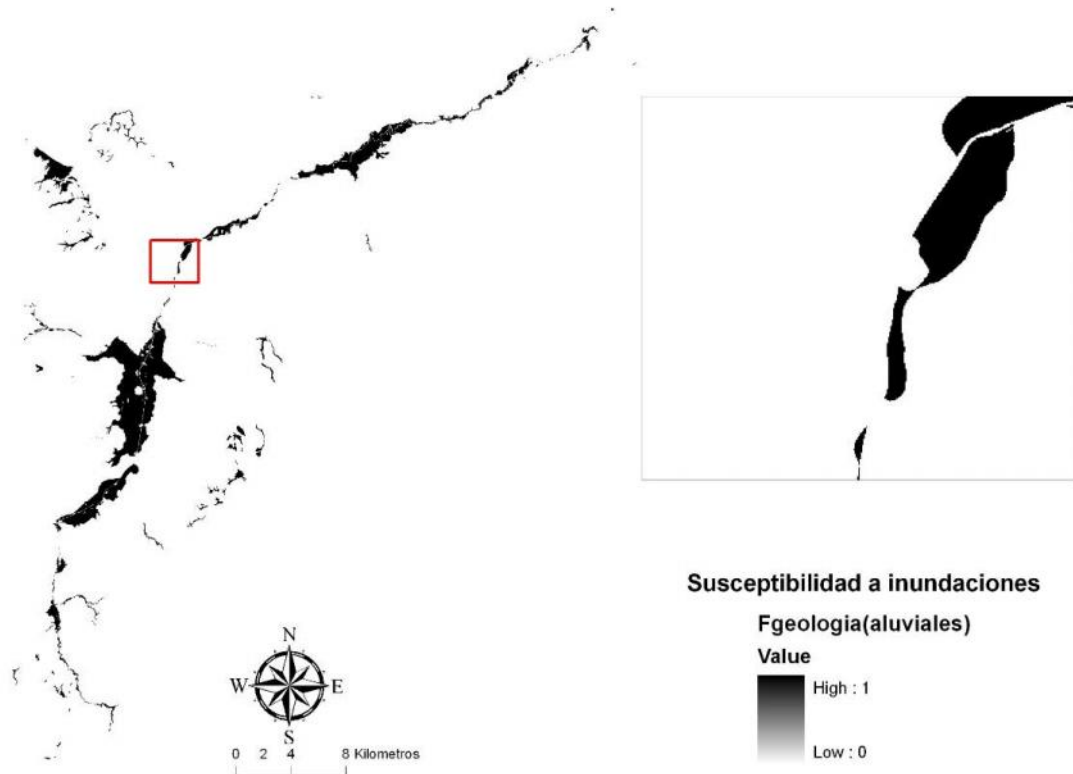 N
W E
S
0 2 4 8 Kilometros
Susceptibilidad a inundaciones
Fgeologia(aluviales)
Value
High : 1
Low : 0